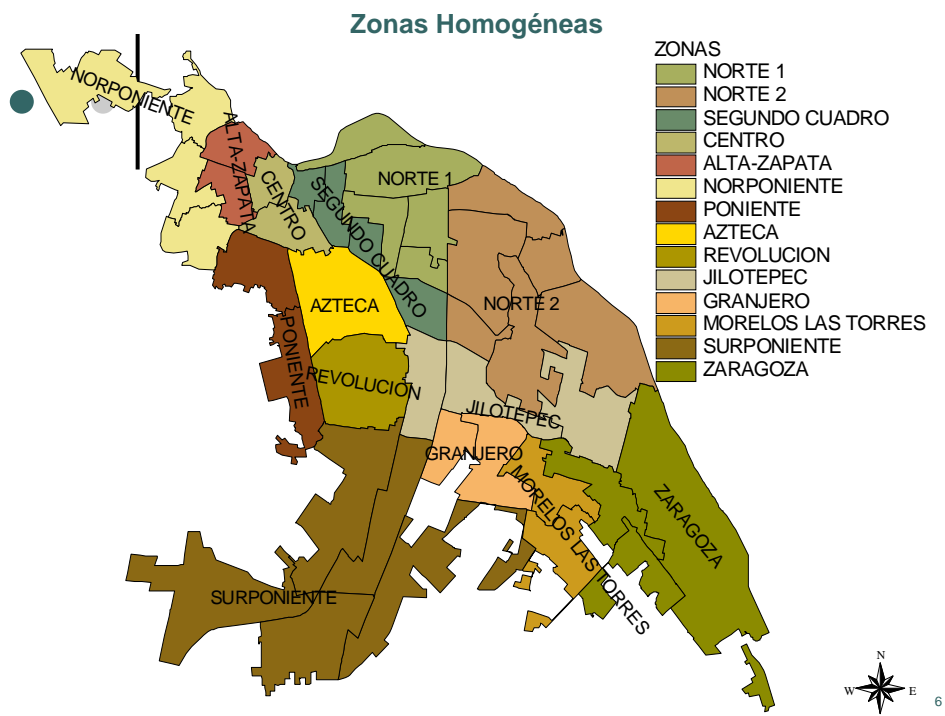 Zonas Homogéneas
ZONAS
NORTE 1
NORTE 2
SEGUNDO CUADRO
CENTRO
ALTA-ZAPATA
NORPONIENTE
PONIENTE
AZTECA
REVOLUCION
JILOTEPEC
GRANJERO
MORELOS LAS TORRES
SURPONIENTE
ZARAGOZA
NORPONIENTE
ALTA-ZAPATA
CENTRO
SEGUNDO CUADRO
NORTE 1
NORTE 2
AZTECA
PONIENTE
REVOLUCION
JILOTEPEC
GRANJERO
MORELOS LAS TORRES
ZARAGOZA
SURPONIENTE
N
W
E
S
6